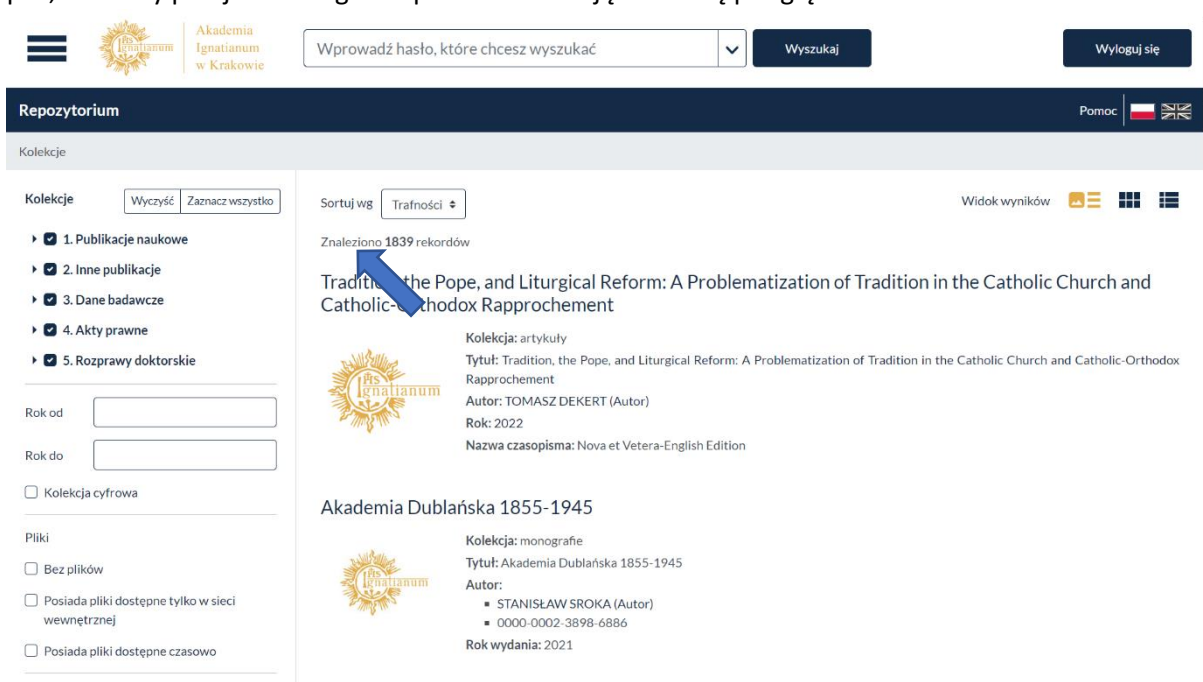 Akademia
Ignatianum
w Krakowie
Ignatianum
Wprowadź hasło, które chcesz wyszukać
Wyszukaj
Wyloguj się
Repozytorium
Pomoc
Kolekcje
Kolekcje
Wyczyść
Zaznacz wszystko
1. Publikacje naukowe
2. Inne publikacje
3. Dane badawcze
4. Akty prawne
5. Rozprawy doktorskie
Rok od
Rok do
Kolekcja cyfrowa
Pliki
Bez plików
Posiada pliki dostępne tylko w sieci
wewnętrznej
Posiada pliki dostępne czasowo
Sortuj wg
Trafności
Widok wyników
Znaleziono 1839 rekordów
the Pope, and Liturgical Reform: A Problematization of Tradition in the Catholic Church and
Rapprochement
Ignatianum
Kolekcja: artykuły
Tytuł: Tradition, the Pope, and Liturgical Reform: A Problematization of Tradition in the Catholic Church and Catholic-Orthodox
Rapprochement
Autor: TOMASZ DEKERT (Autor)
Rok: 2022
Nazwa czasopisma: Nova et Vetera-English Edition
Akademia Dublańska 1855-1945
Ignatianum
Kolekcja: monografie
Tytuł: Akademia Dublańska 1855-1945
Autor:
STANISŁAW SROKA (Autor)
0000-0002-3898-6886
Rok wydania: 2021